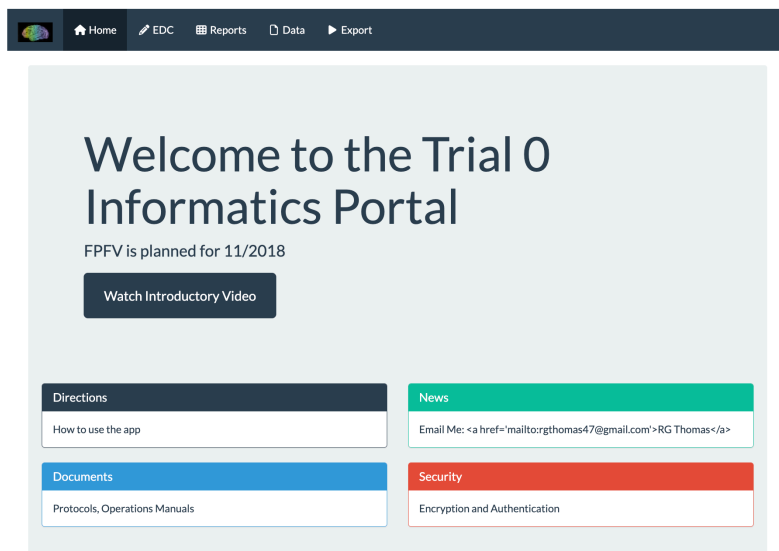 Home EDC Reports Data Export
Welcome to the Trial 0
Informatics Portal
FPFV is planned for 11/2018
Watch Introductory Video
Directions
How to use the app
News
Email Me: <a href='mailto:rgthomas47@gmail.com'>RG Thomas</a>
Documents
Protocols, Operations Manuals
Security
Encryption and Authentication